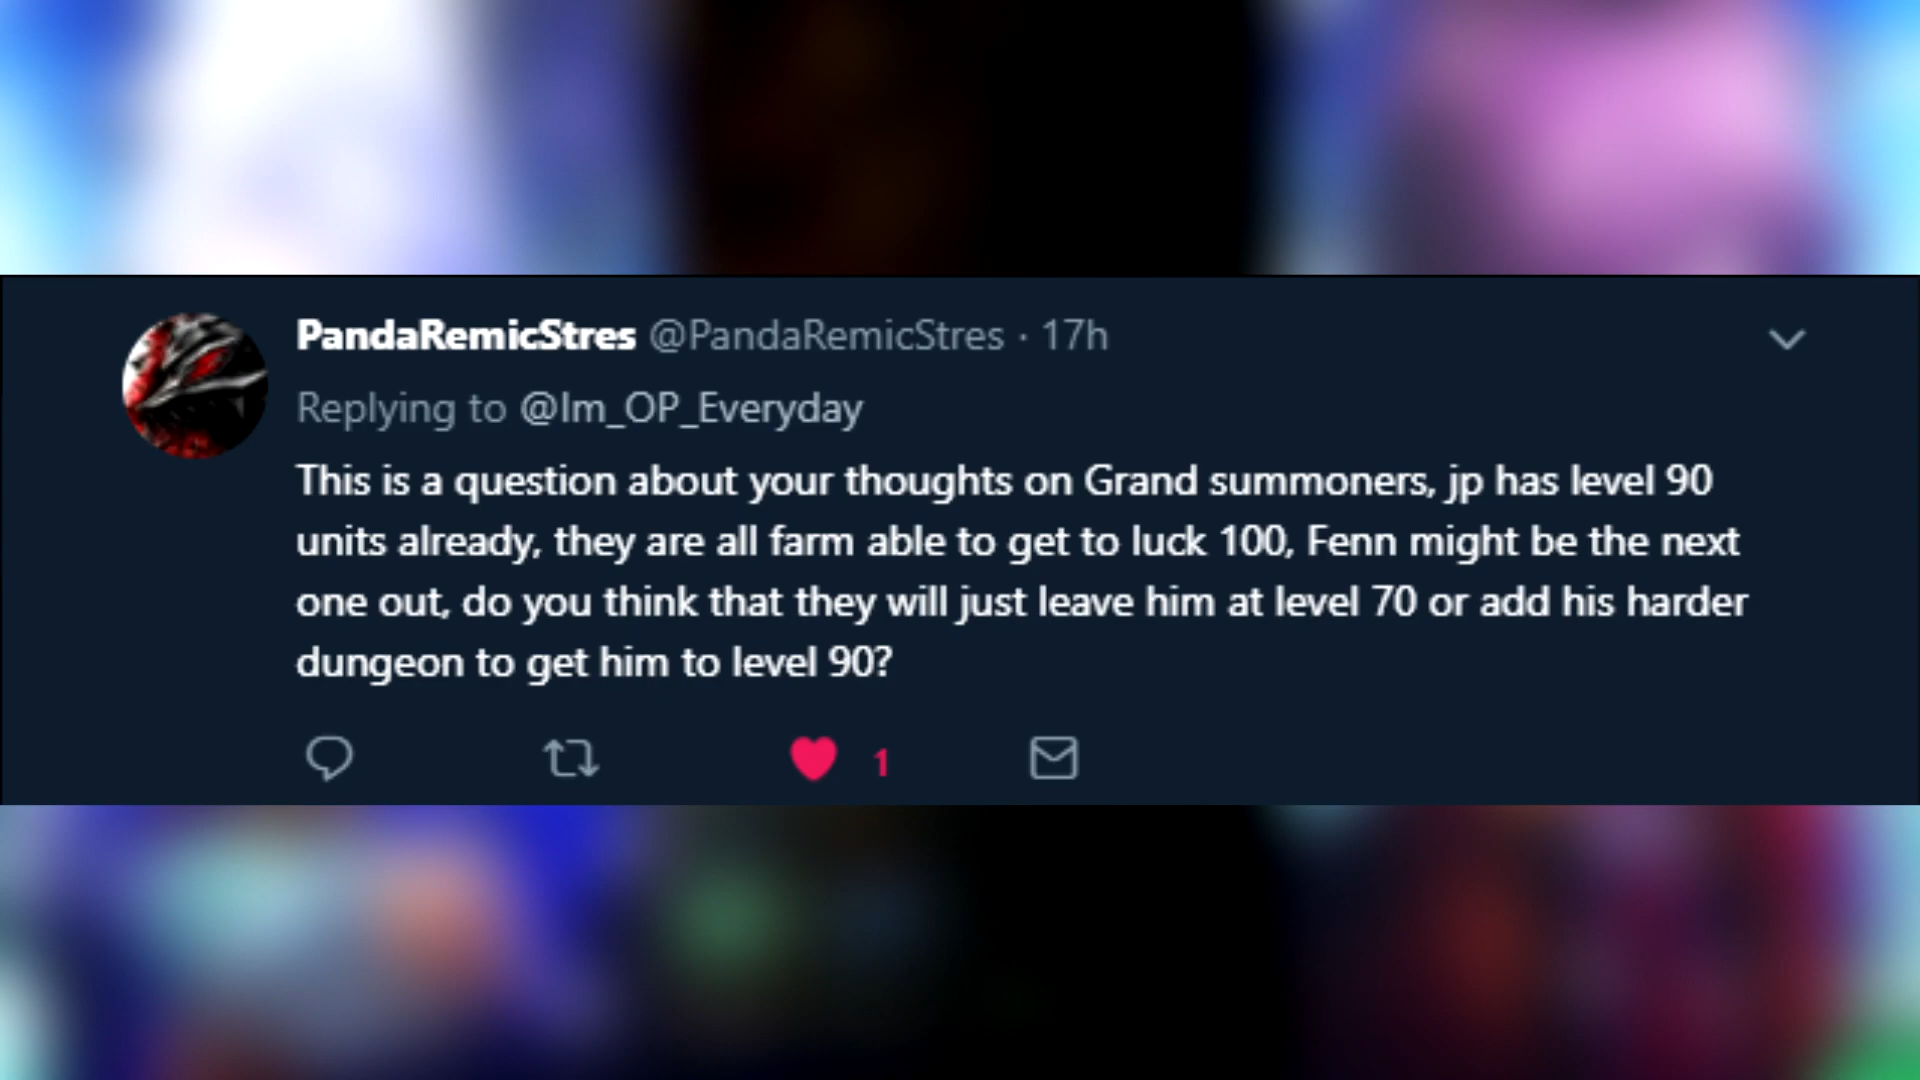 PandaRemicStres @PandaRemicStres · 17h
Replying to @Im_OP_Everyday
This is a question about your thoughts on Grand summoners, jp has level 90
units already, they are all farm able to get to luck 100, Fenn might be the next
one out, do you think that they will just leave him at level 70 or add his harder
dungeon to get him to level 90?
1